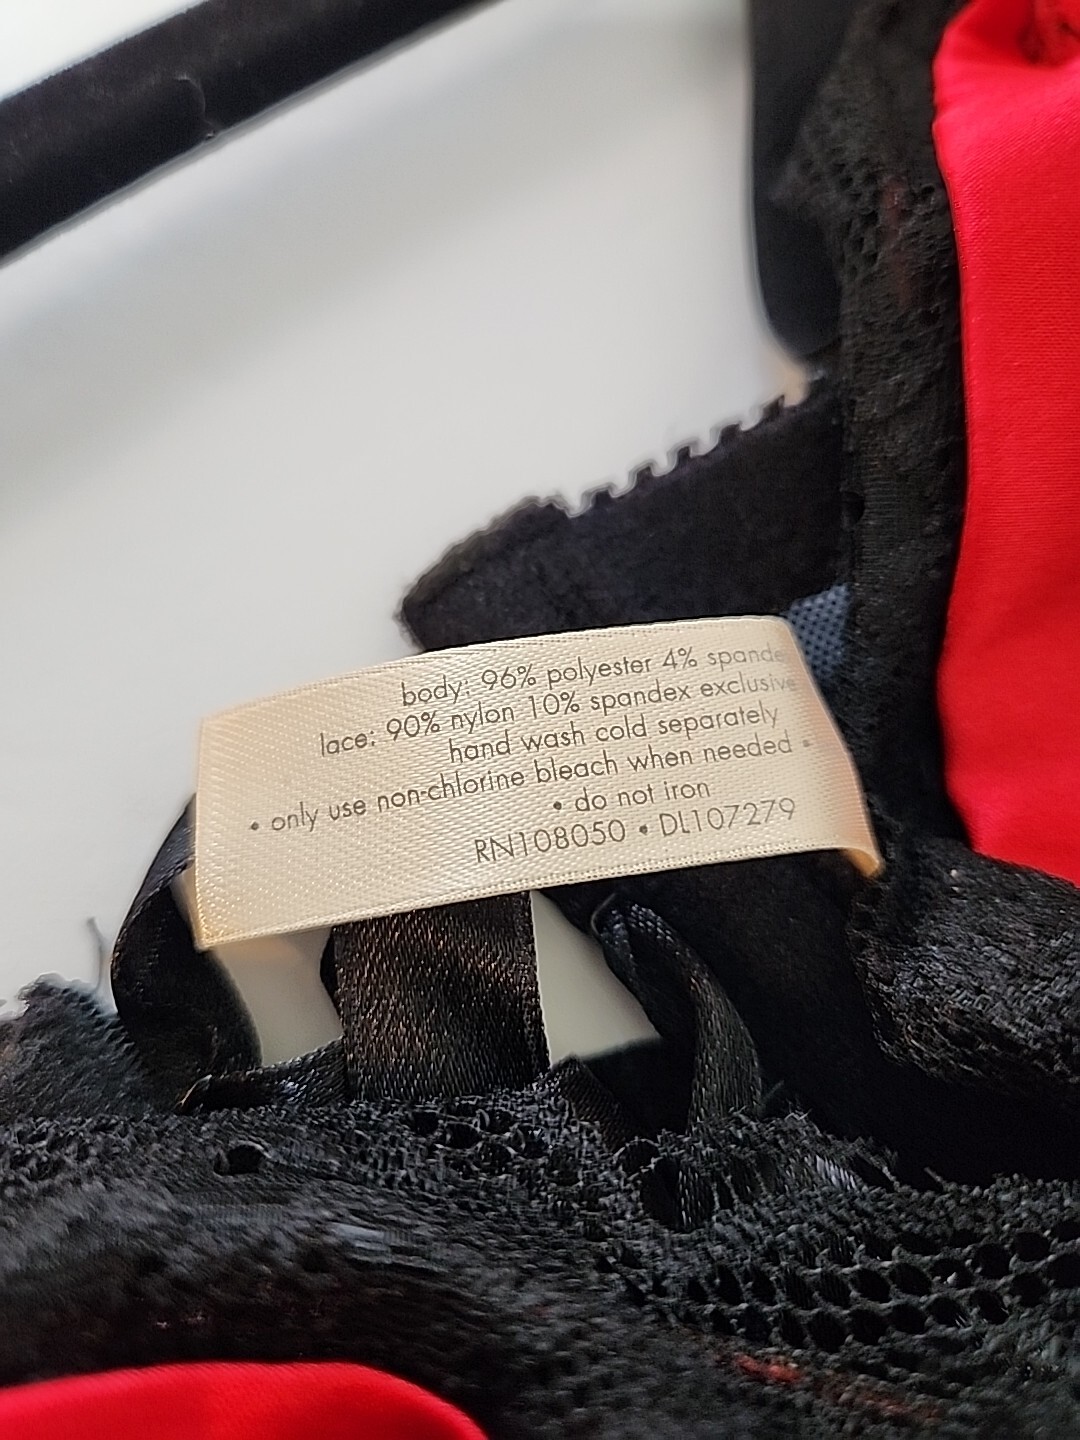 body: 96% polyester 4% spande
lace: 90% nylon 10% spandex exclusive
hand wash cold separately
• only use non-chlorine bleach when needed •
• do not iron
RN108050 • DL107279